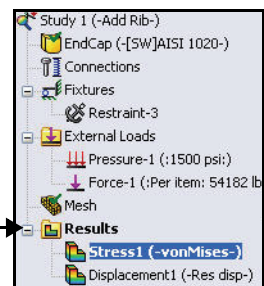 Study 1 (-Add Rib-)
EndCap (-[SW]AISI 1020-)
Connections
Fixtures
Restraint-3
External Loads
Pressure-1 (:1500 psi:)
Force-1 (:Per item: 54182 lb
Mesh
Results
Stress1 (-vonMises-)
Displacement1 (-Res disp-)